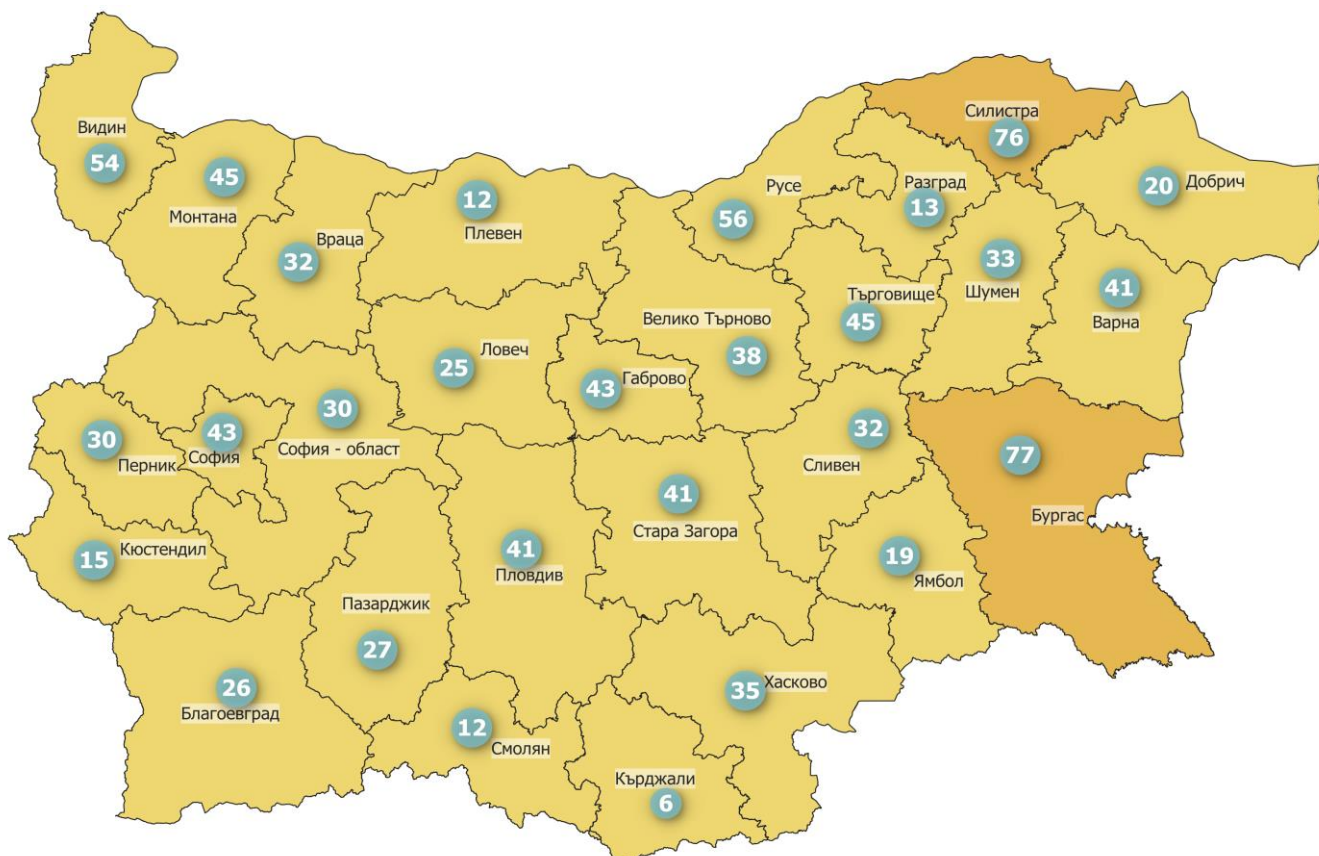 Видин
54
45
Монтана
Враца
32
12
Плевен
Русе
56
Разград
13
Силистра
76
20
Добрич
33
Шумен
41
Варна
Търговище
45
Велико Търново
38
Ловеч
25
Габрово
43
30
София - област
43
София
30
Перник
32
Сливен
77
Бургас
41
Стара Загора
41
Пловдив
Кюстендил
15
19
Ямбол
Пазарджик
27
26
Благоевград
12
Смолян
Хасково
35
Кърджали
6